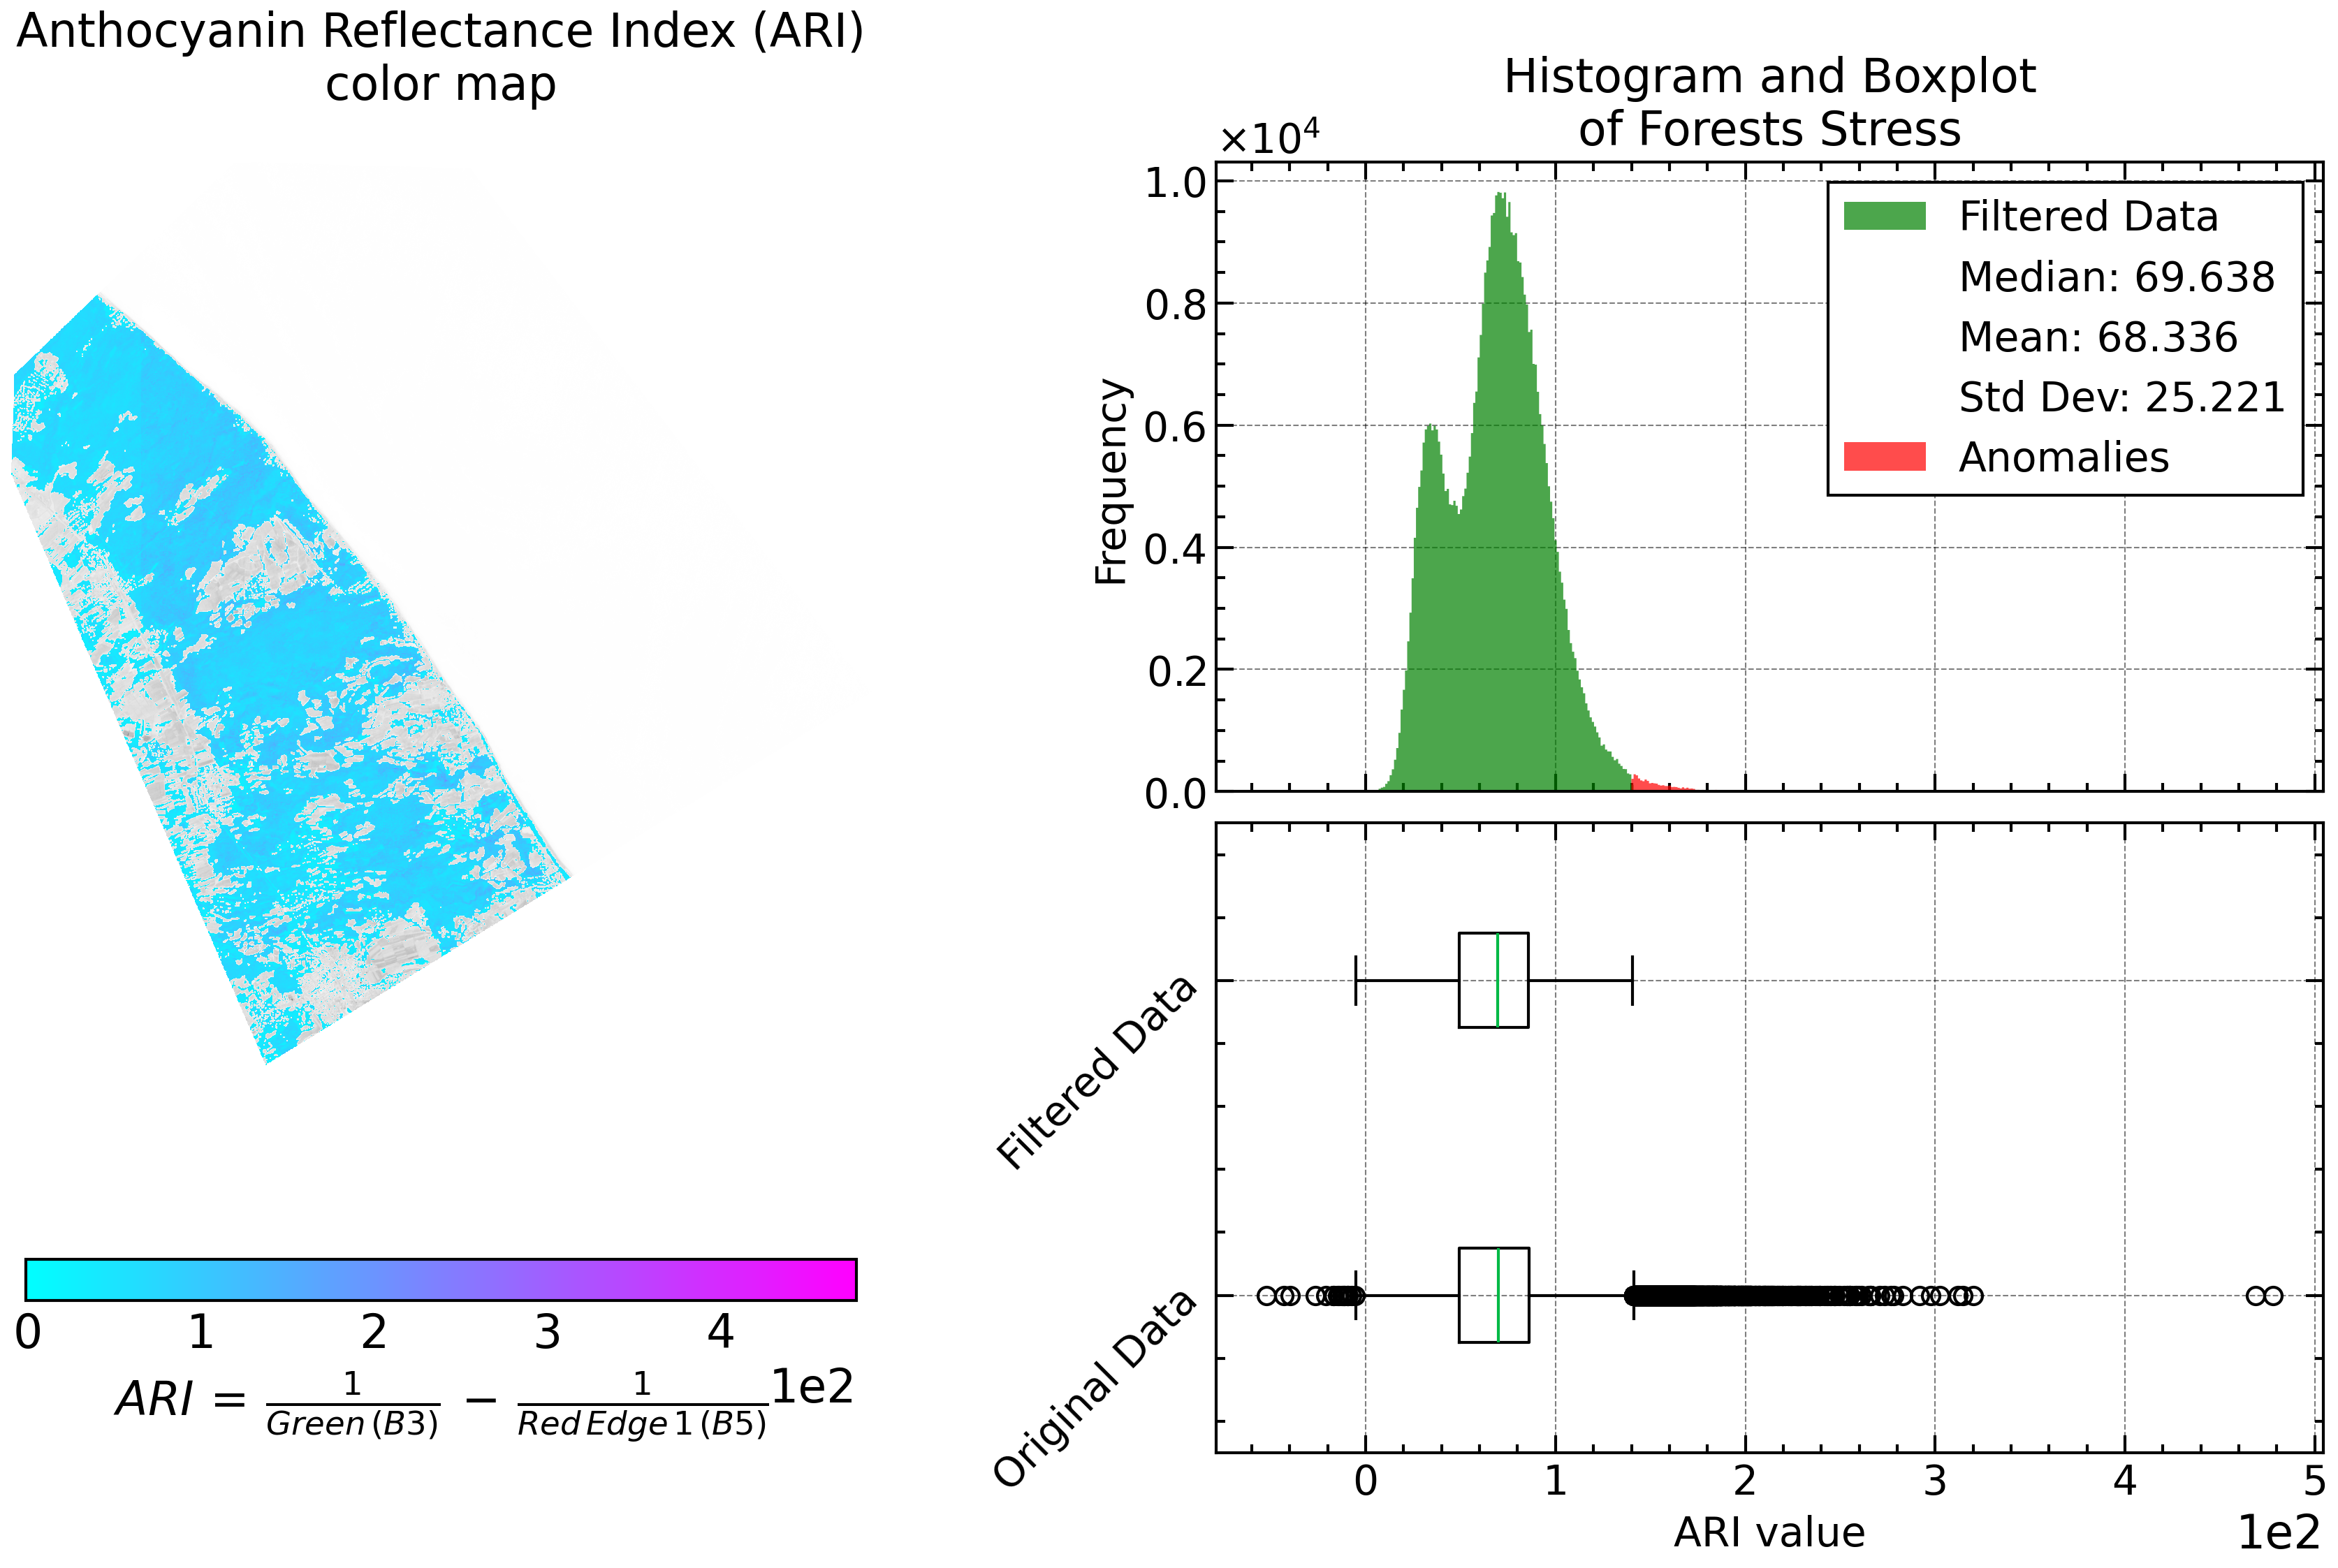 Anthocyanin Reflectance Index (ARI)
color map
0 1 2 3 4
1e2
ARI = 1/Green (B3) − 1/Red Edge 1 (B5)
Histogram and Boxplot
of Forests Stress
×10⁴
1.0
0.8
0.6
0.4
0.2
0.0
Frequency
Filtered Data
Median: 69.638
Mean: 68.336
Std Dev: 25.221
Anomalies
Filtered Data
Original Data
0 1 2 3 4 5
ARI value
1e2